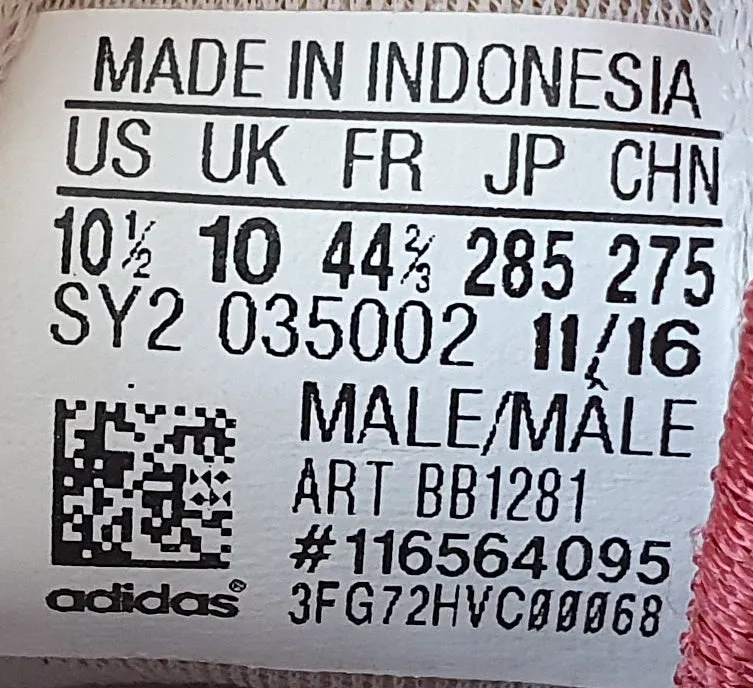 MADE IN INDONESIA
US UK FR JP CHN
10½ 10 44⅔ 285 275
SY2 035002 11/16
MALE/MÂLE
ART BB1281
#116564095
adidas® 3FG72HVC00068